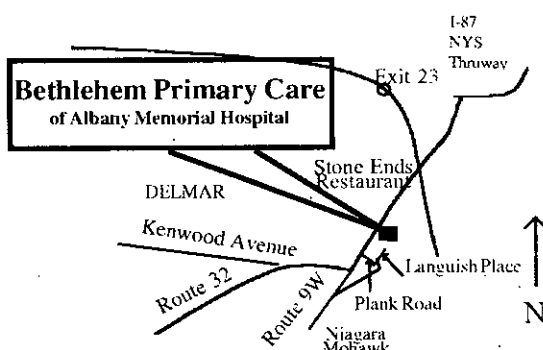 I-87
NYS
Thruway
Exit 23
Bethlehem Primary Care
of Albany Memorial Hospital
Stone Ends
Restaurant
DELMAR
Kenwood Avenue
Route 32
Route 9W
Languish Place
Plank Road
N
Niagara
Mohawk